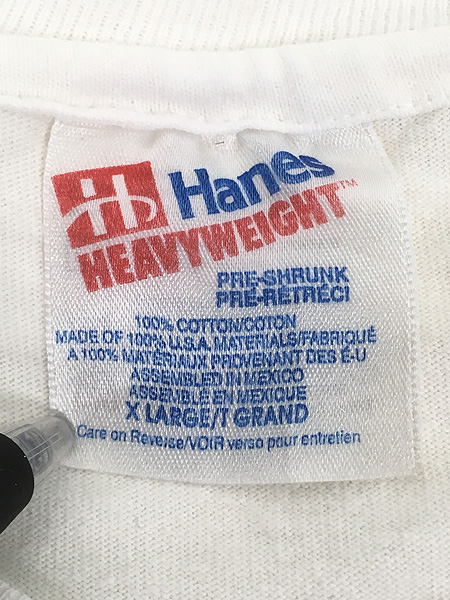 Hanes
HEAVYWEIGHT™
PRE-SHRUNK
PRÉ-RÉTRÉCI
100% COTTON/COTON
MADE OF 100% U.S.A. MATERIALS/FABRIQUÉ
A 100% MATÉRIAUX PROVENANT DES É-U
ASSEMBLED IN MEXICO
ASSEMBLÉ EN MEXIQUE
X LARGE/T GRAND
Care on Reverse/VOIR verso pour entretien